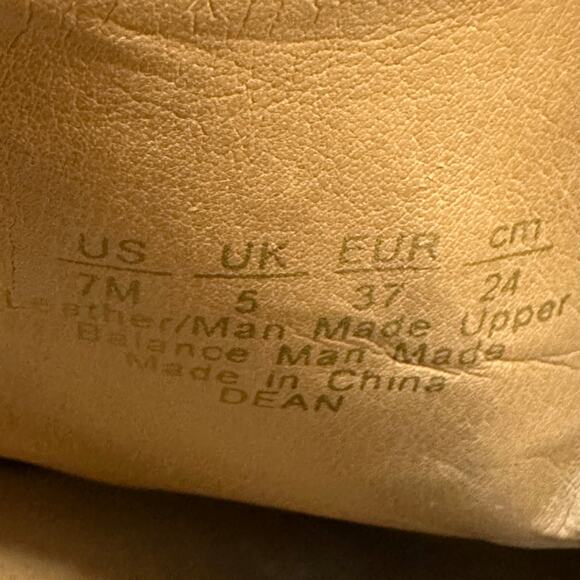 US UK EUR cm
7M 5 37 24
Leather/Man Made Upper
Balance Man Made
Made in China
DEAN